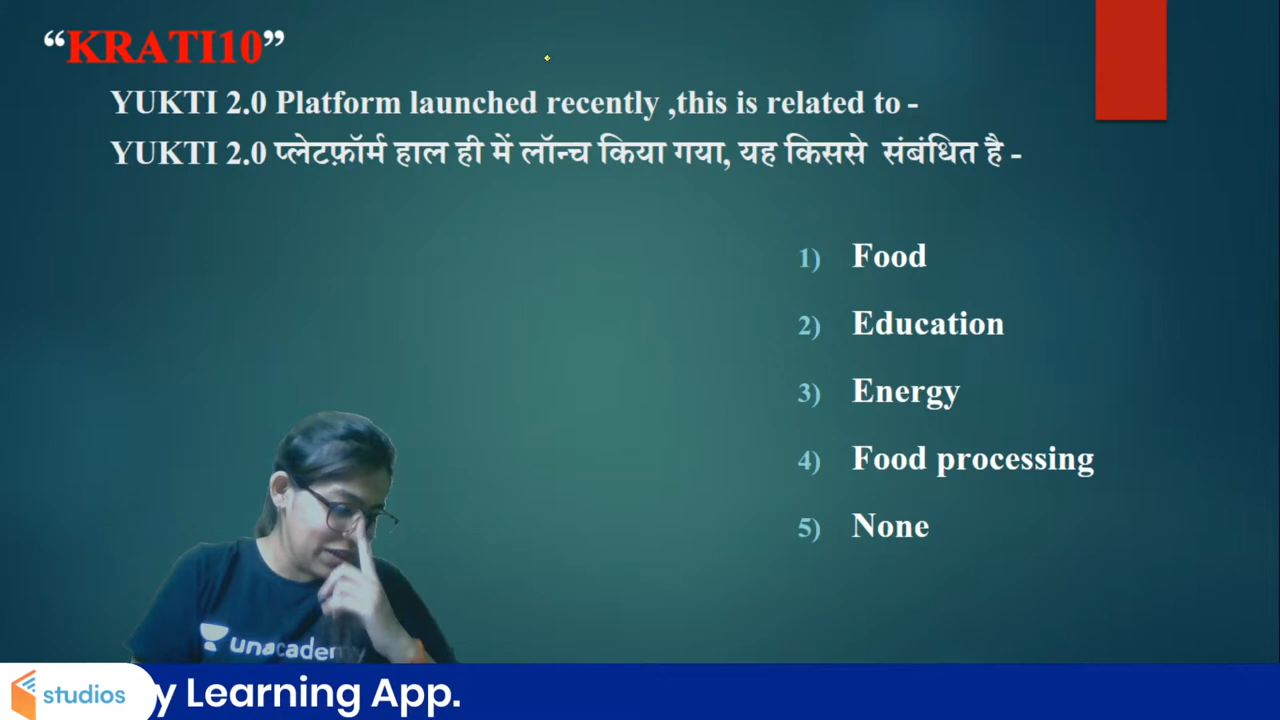 “KRATI10”
YUKTI 2.0 Platform launched recently ,this is related to -
YUKTI 2.0 प्लेटफ़ॉर्म हाल ही में लॉन्च किया गया, यह किससे संबंधित है -
1) Food
2) Education
3) Energy
4) Food processing
5) None
unacademy
studios
y Learning App.